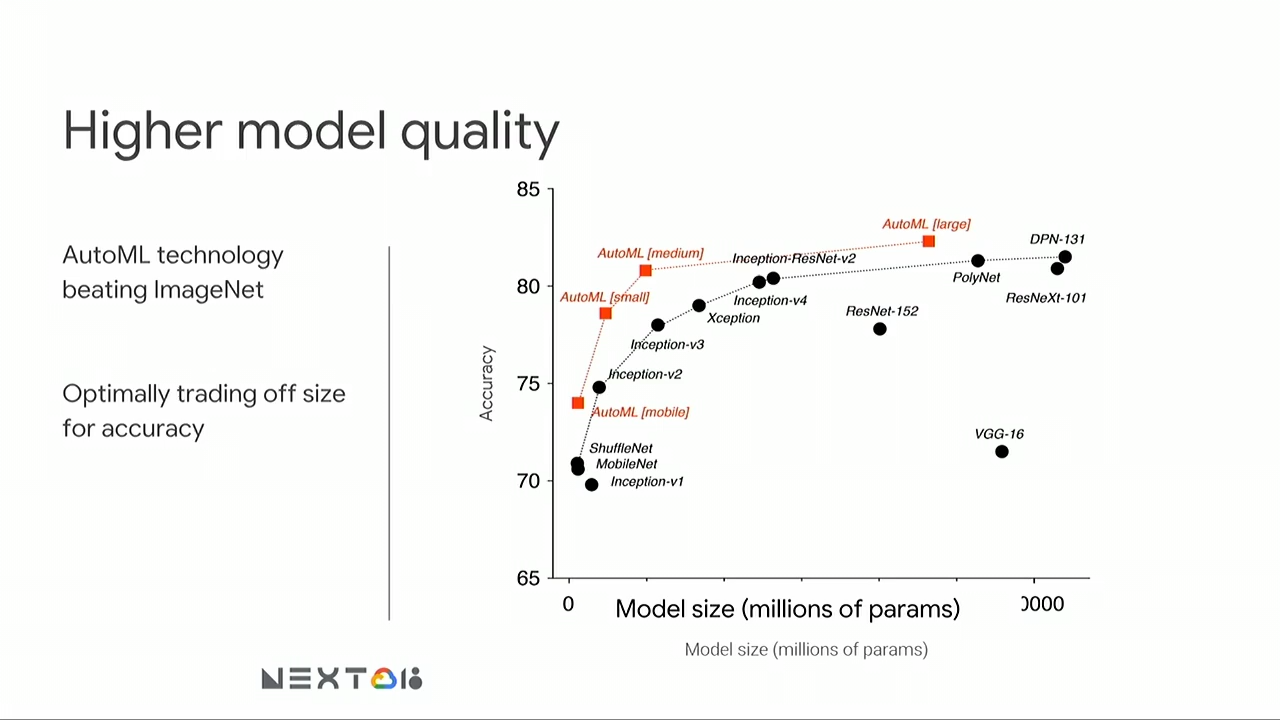 Higher model quality
AutoML technology
beating ImageNet
Optimally trading off size
for accuracy
85
80
75
70
65
Accuracy
AutoML [large]
DPN-131
AutoML [medium]
Inception-ResNet-v2
PolyNet
AutoML [small]
Inception-v4
ResNeXt-101
Xception
ResNet-152
Inception-v3
Inception-v2
AutoML [mobile]
VGG-16
ShuffleNet
MobileNet
Inception-v1
0
Model size (millions of params)
0000
Model size (millions of params)
NEXT 18